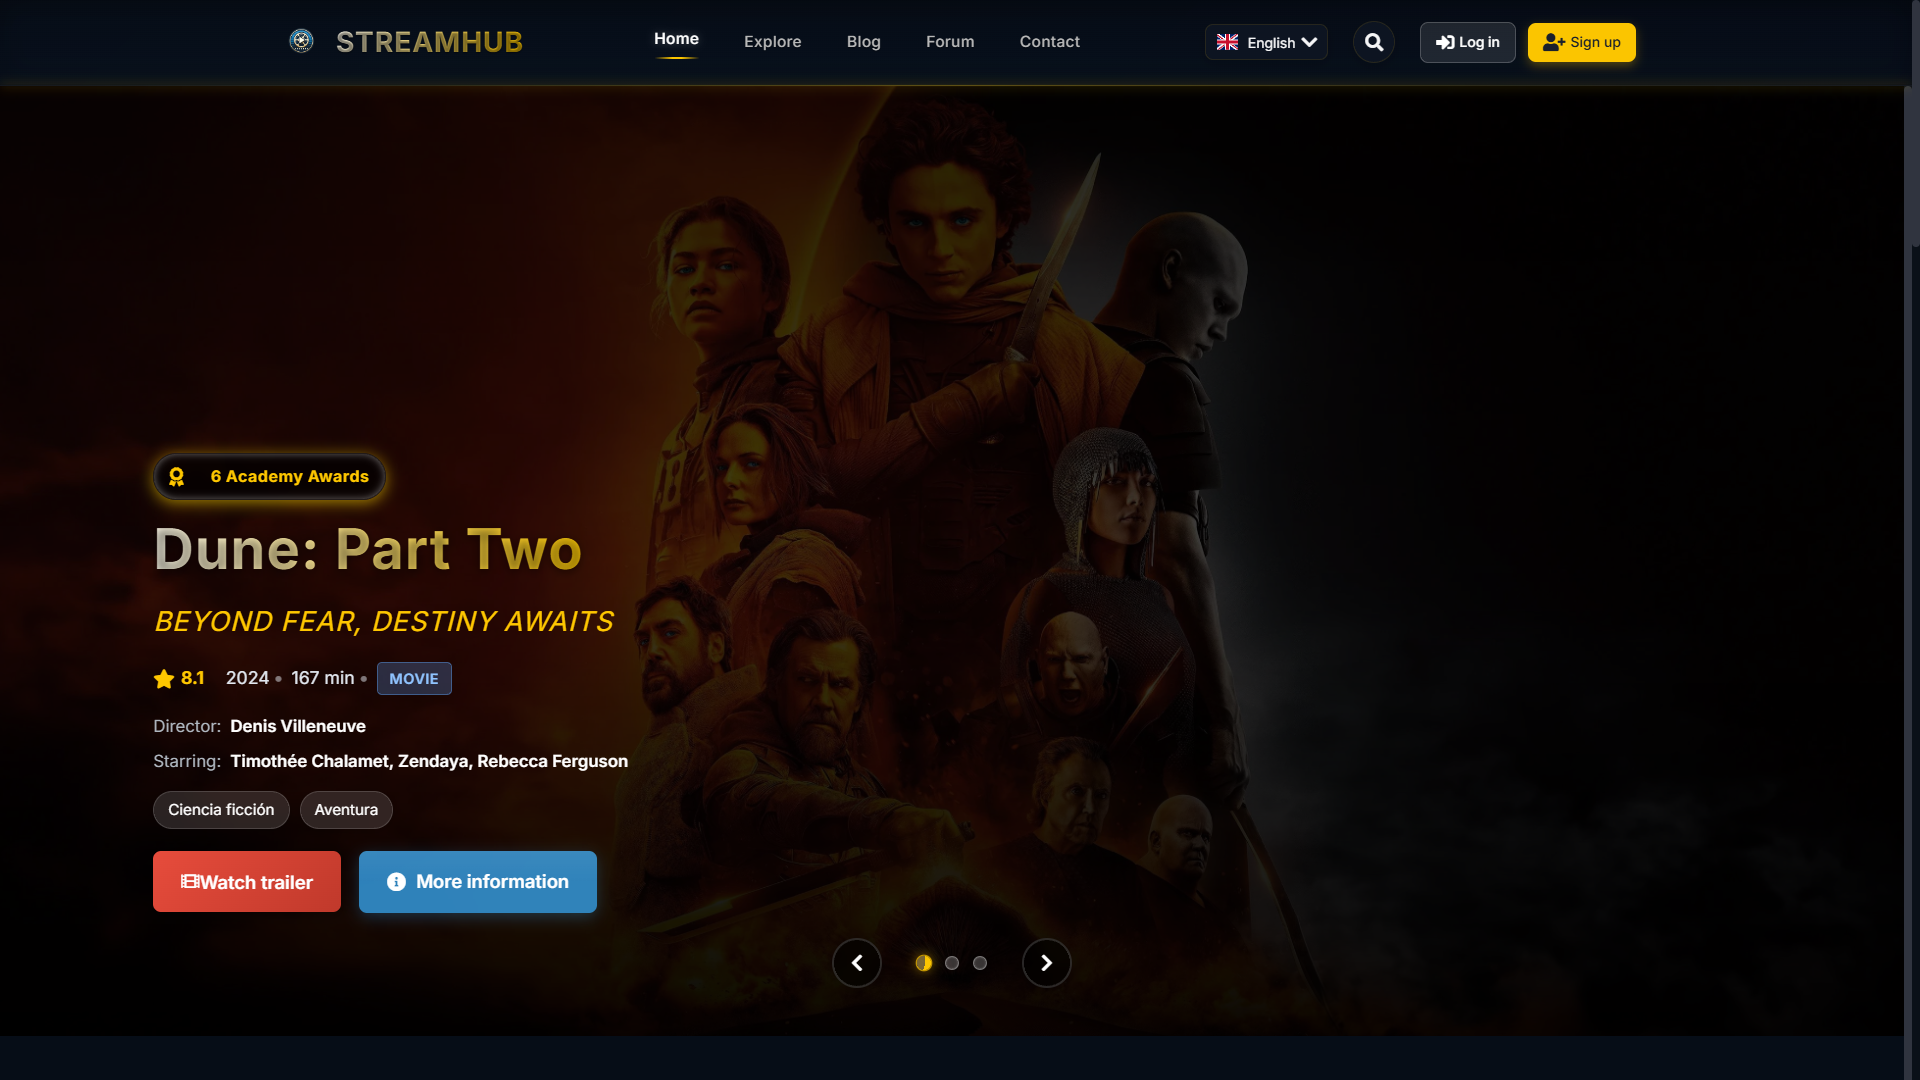 STREAMHUB
Home
Explore
Blog
Forum
Contact
English
Log in
Sign up
6 Academy Awards
Dune: Part Two
BEYOND FEAR, DESTINY AWAITS
8.1 2024 • 167 min • MOVIE
Director: Denis Villeneuve
Starring: Timothée Chalamet, Zendaya, Rebecca Ferguson
Ciencia ficción
Aventura
Watch trailer
More information